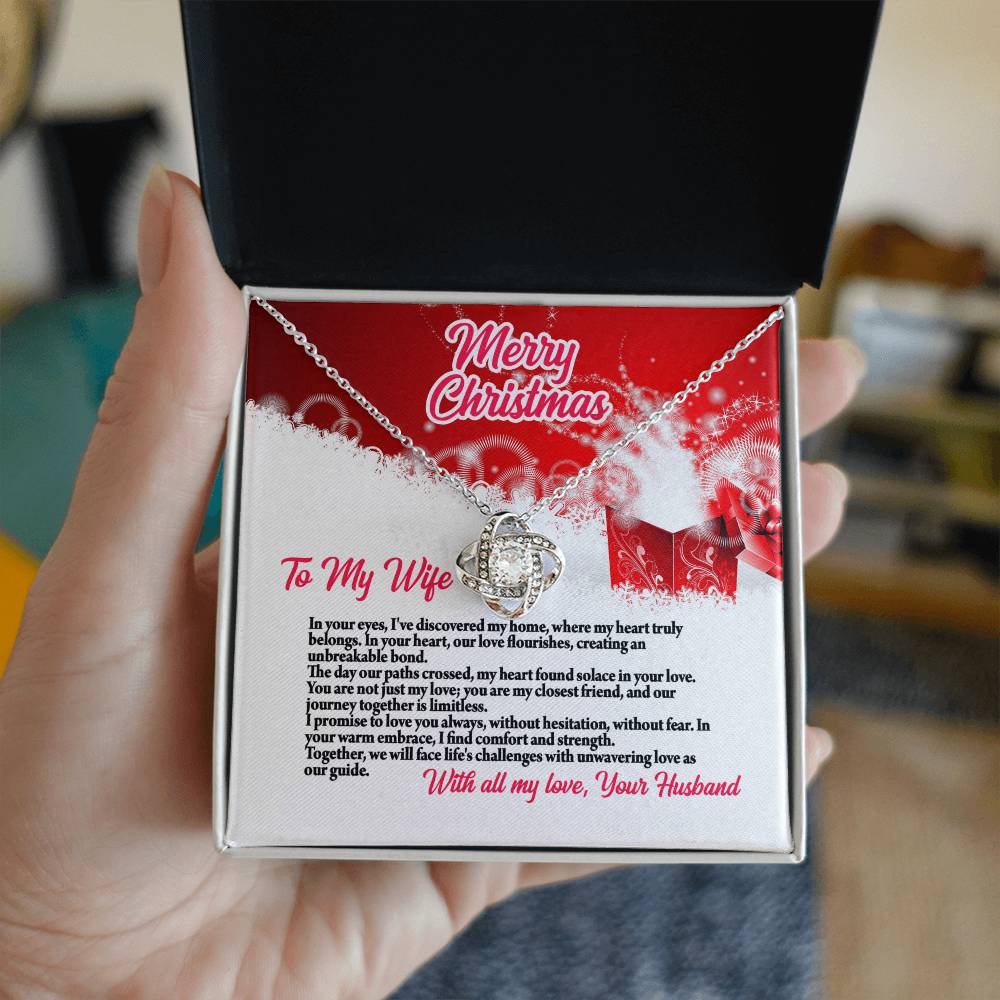 Merry
Christmas
To My Wife
In your eyes, I've discovered my home, where my heart truly
belongs. In your heart, our love flourishes, creating an
unbreakable bond.
The day our paths crossed, my heart found solace in your love.
You are not just my love; you are my closest friend, and our
journey together is limitless.
I promise to love you always, without hesitation, without fear. In
your warm embrace, I find comfort and strength.
Together, we will face life's challenges with unwavering love as
our guide.
With all my love, Your Husband